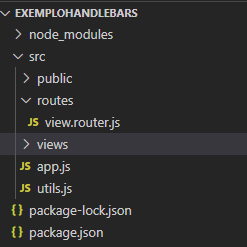 EXEMPLOHANDLEBARS
node_modules
src
public
routes
JS view.router.js
views
JS app.js
JS utils.js
{} package-lock.json
{} package.json